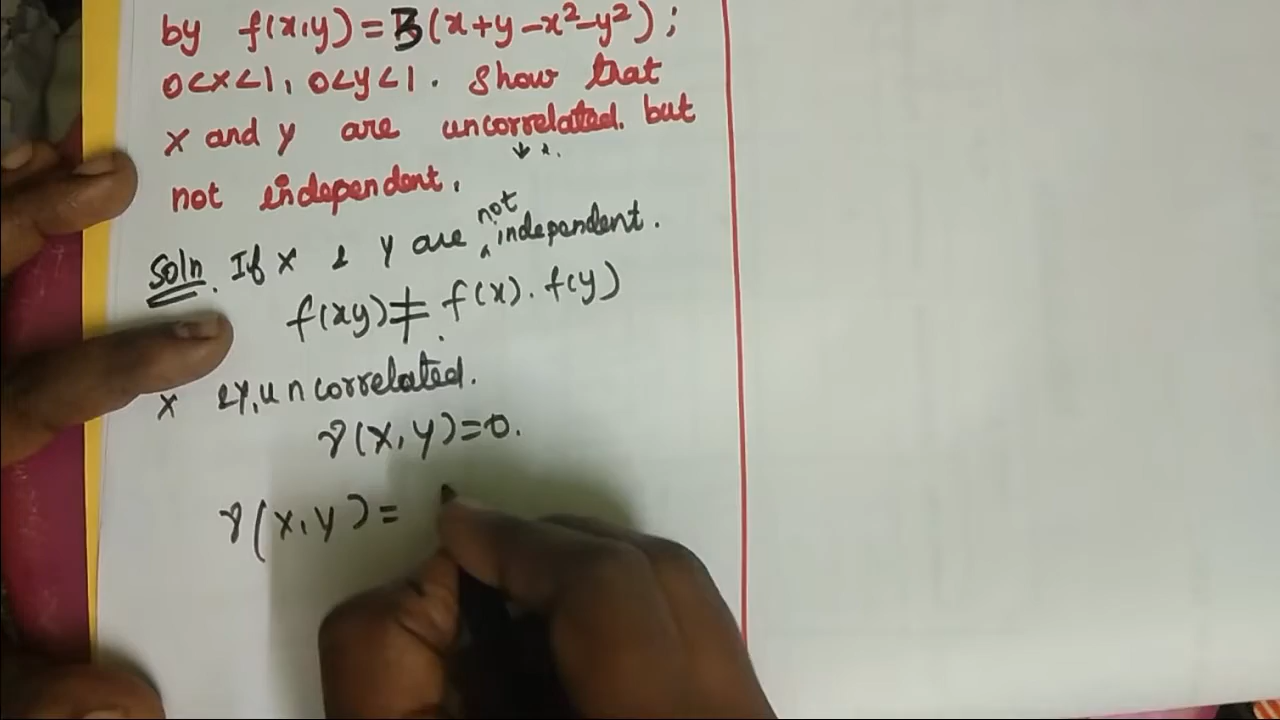 by f(x,y) = 3(x+y-x²-y²) ;
0<x<1, 0<y<1. Show that
x and y are uncorrelated. but
not independent.
Soln. If x & y are not independent.
f(xy) ≠ f(x). f(y)
x & y, uncorrelated.
r(x,y)=0.
r(x,y)=